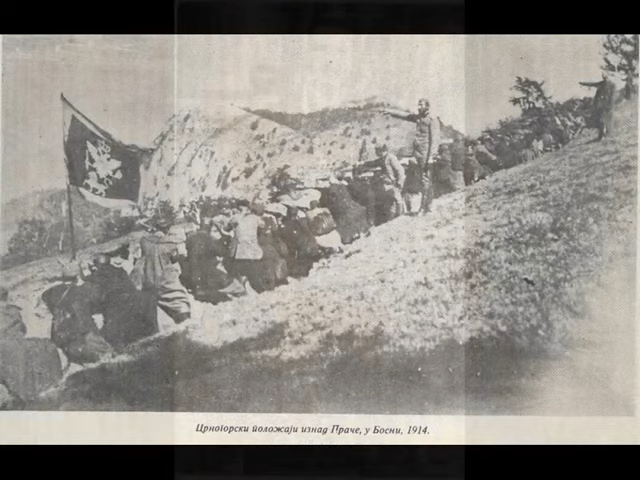 Црногорски положаји изнад Праче, у Босни, 1914.